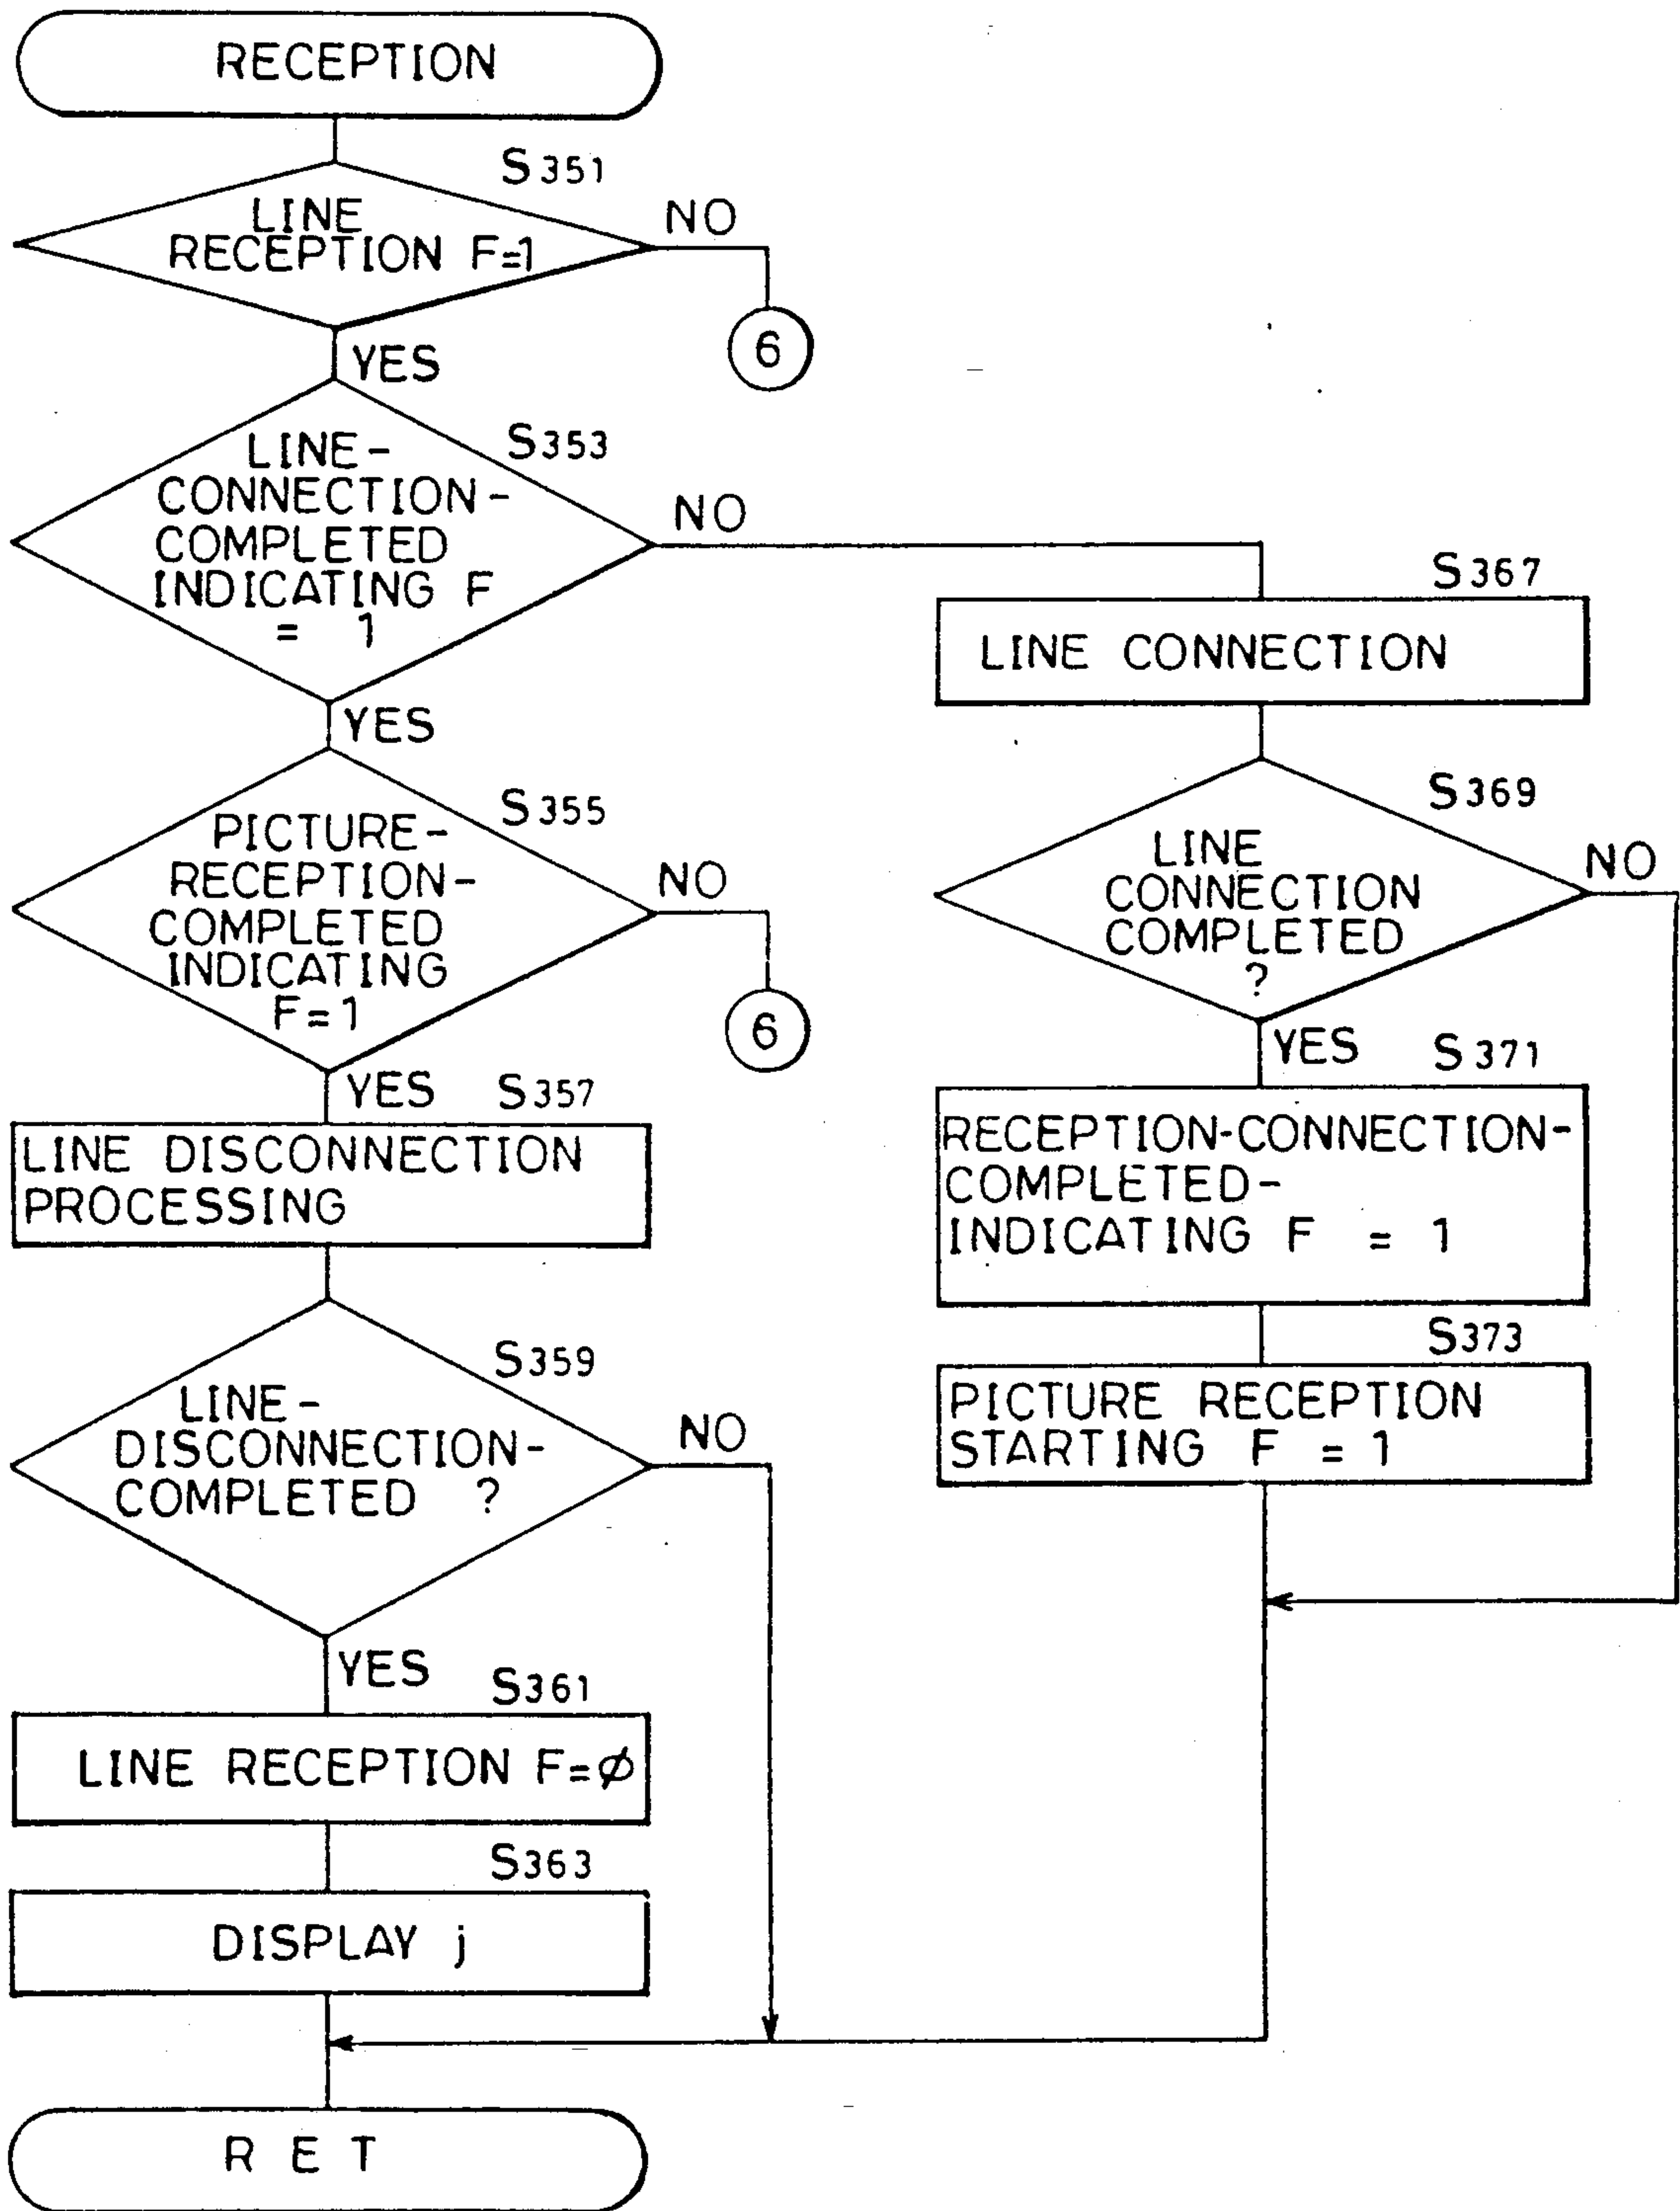 RECEPTION
S351
LINE
RECEPTION F=1
NO
6
YES
S353
LINE-
CONNECTION-
COMPLETED
INDICATING F
= 1
NO
YES
S355
PICTURE-
RECEPTION-
COMPLETED
INDICATING
F=1
NO
6
YES
S357
LINE DISCONNECTION
PROCESSING
S359
LINE-
DISCONNECTION-
COMPLETED ?
NO
YES
S361
LINE RECEPTION F=ø
S363
DISPLAY j
RET
S367
LINE CONNECTION
S369
LINE
CONNECTION
COMPLETED
?
NO
YES
S371
RECEPTION-CONNECTION-
COMPLETED-
INDICATING F = 1
S373
PICTURE RECEPTION
STARTING F = 1